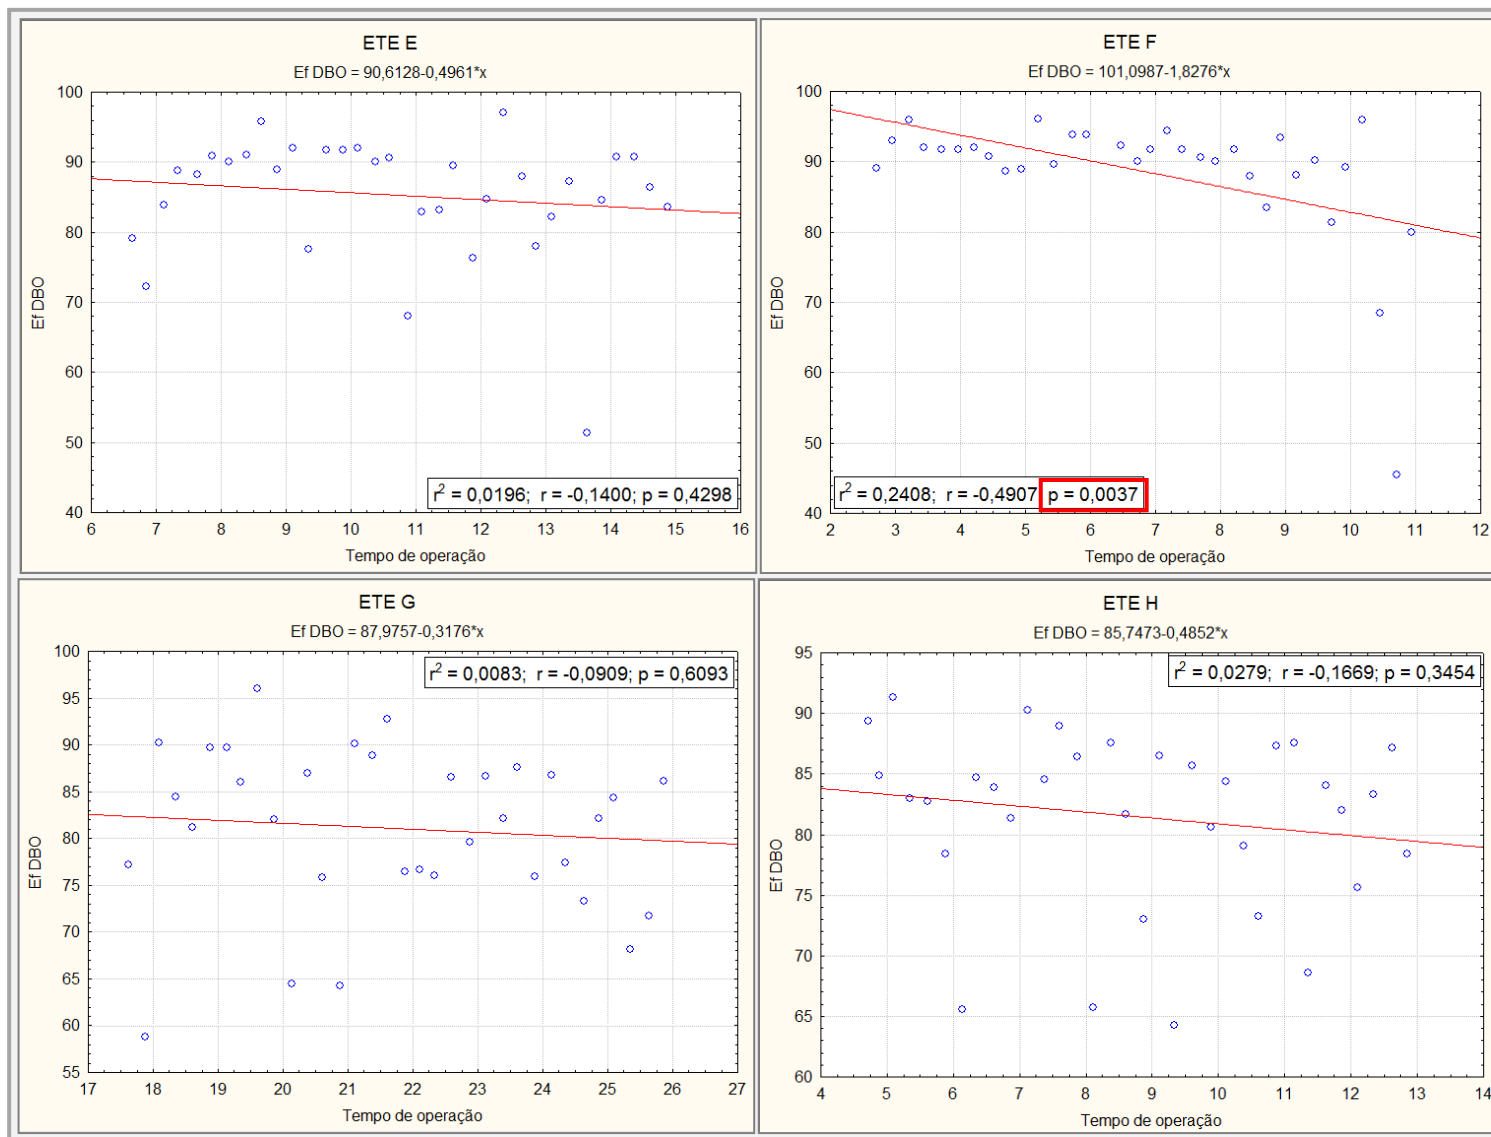 ETE E
Ef DBO = 90,6128-0,4961*x
100
90
80
70
60
50
40
Ef DBO
r² = 0,0196; r = -0,1400; p = 0,4298
6 7 8 9 10 11 12 13 14 15 16
Tempo de operação
ETE F
Ef DBO = 101,0987-1,8276*x
100
90
80
70
60
50
40
Ef DBO
r² = 0,2408; r = -0,4907 p = 0,0037
2 3 4 5 6 7 8 9 10 11 12
Tempo de operação
ETE G
Ef DBO = 87,9757-0,3176*x
r² = 0,0083; r = -0,0909; p = 0,6093
100
95
90
85
80
75
70
65
60
55
Ef DBO
17 18 19 20 21 22 23 24 25 26 27
Tempo de operação
ETE H
Ef DBO = 85,7473-0,4852*x
r² = 0,0279; r = -0,1669; p = 0,3454
95
90
85
80
75
70
65
60
Ef DBO
4 5 6 7 8 9 10 11 12 13 14
Tempo de operação